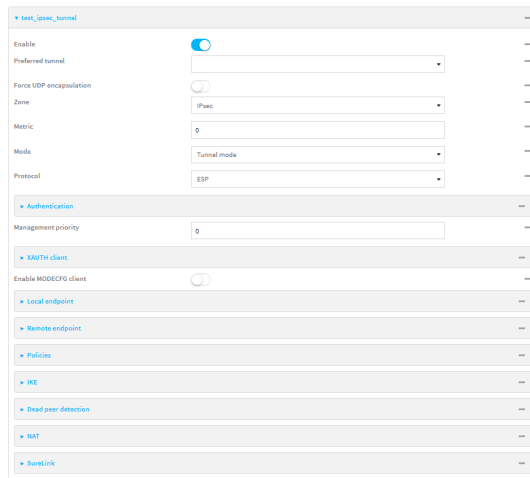 test_ipsec_tunnel
Enable
Preferred tunnel
Force UDP encapsulation
Zone
IPsec
Metric
0
Mode
Tunnel mode
Protocol
ESP
Authentication
Management priority
0
XAUTH client
Enable MODECFG client
Local endpoint
Remote endpoint
Policies
IKE
Dead peer detection
NAT
SureLink